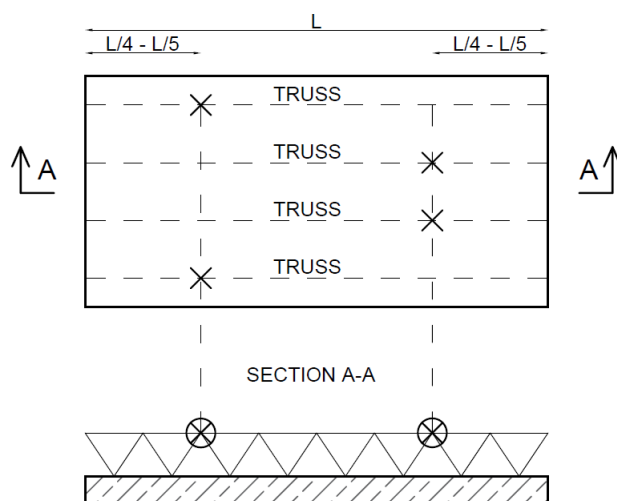 L
L/4 - L/5 L/4 - L/5
TRUSS
TRUSS
A A
TRUSS
TRUSS
SECTION A-A